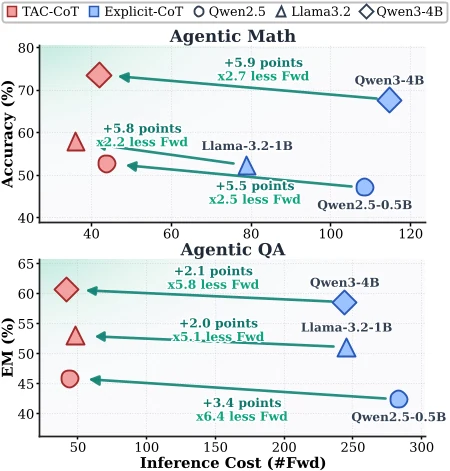 TAC-CoT Explicit-CoT Qwen2.5 Llama3.2 Qwen3-4B
Agentic Math
Accuracy (%)
80
70
60
50
40
+5.9 points
x2.7 less Fwd
Qwen3-4B
+5.8 points
x2.2 less Fwd
Llama-3.2-1B
+5.5 points
x2.5 less Fwd
Qwen2.5-0.5B
40 60 80 100 120
Agentic QA
EM (%)
65
60
55
50
45
40
+2.1 points
x5.8 less Fwd
Qwen3-4B
+2.0 points
x5.1 less Fwd
Llama-3.2-1B
+3.4 points
x6.4 less Fwd
Qwen2.5-0.5B
50 100 150 200 250 300
Inference Cost (#Fwd)